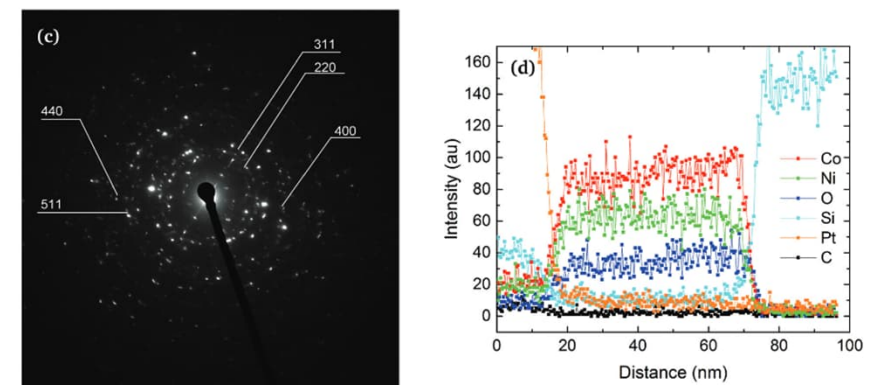 (c)
311
220
440
400
511
(d)
160
140
120
100
80
60
40
20
0
Intensity (au)
Co
Ni
O
Si
Pt
C
0 20 40 60 80 100
Distance (nm)